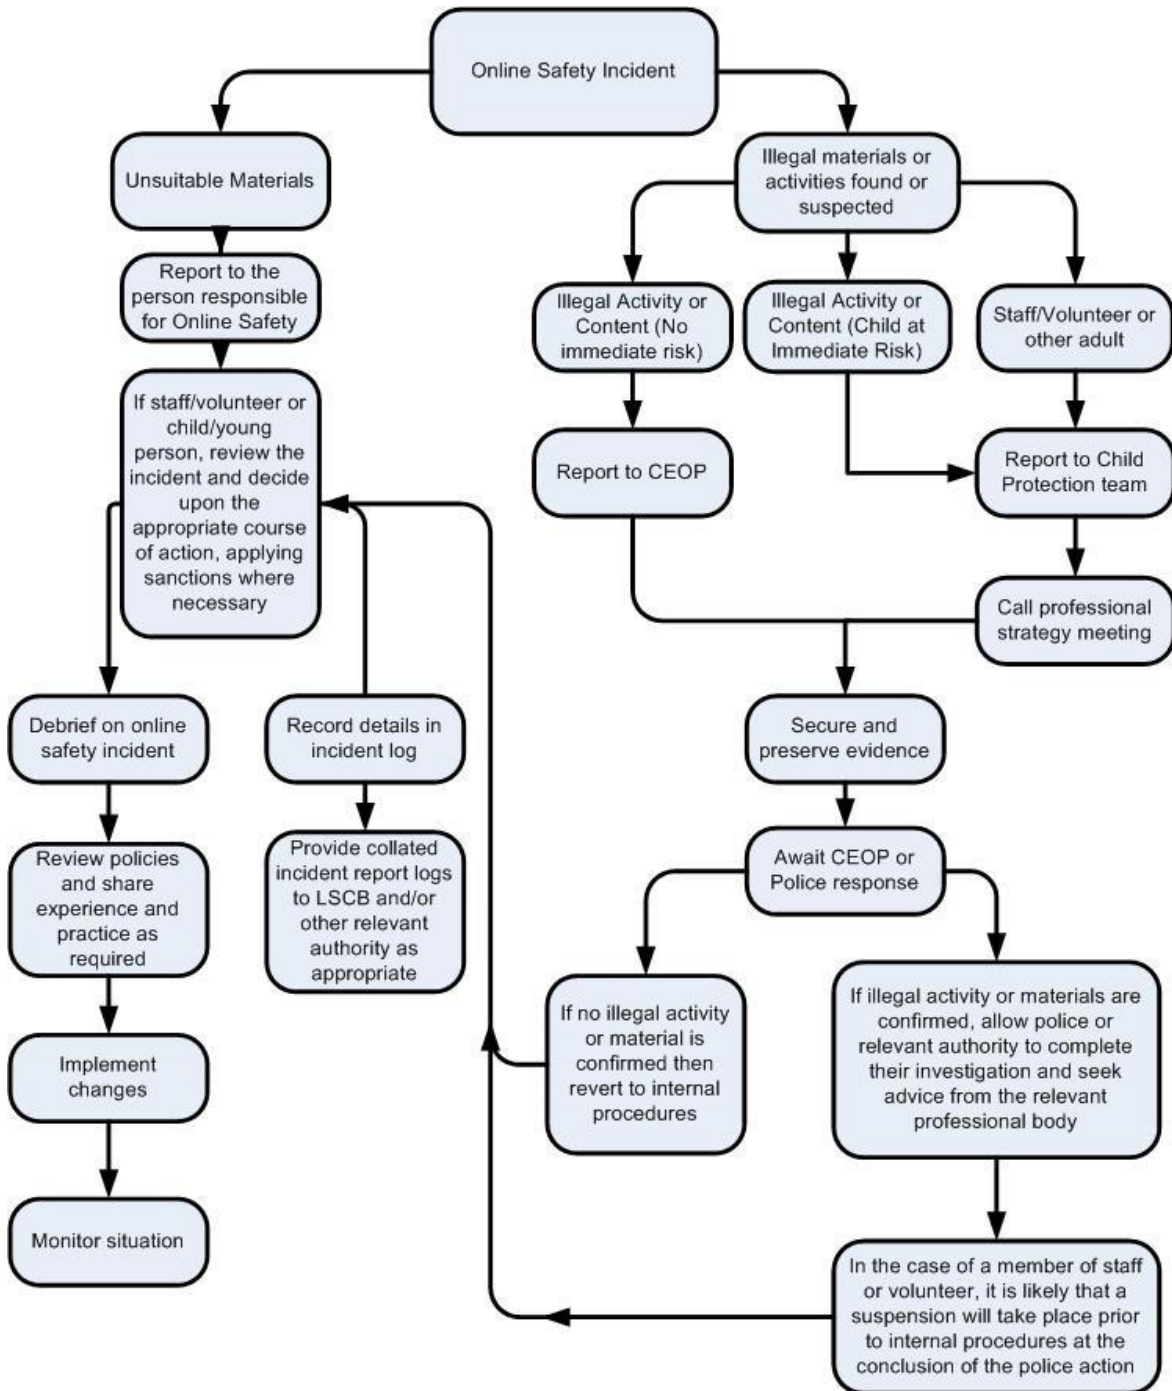 Online Safety Incident
Unsuitable Materials
Report to the
person responsible
for Online Safety
If staff/volunteer or
child/young
person, review the
incident and decide
upon the
appropriate course
of action, applying
sanctions where
necessary
Debrief on online
safety incident
Review policies
and share
experience and
practice as
required
Implement
changes
Monitor situation
Record details in
incident log
Provide collated
incident report logs
to LSCB and/or
other relevant
authority as
appropriate
Illegal materials or
activities found or
suspected
Illegal Activity or
Content (No
immediate risk)
Illegal Activity or
Content (Child at
Immediate Risk)
Staff/Volunteer or
other adult
Report to CEOP
Report to Child
Protection team
Call professional
strategy meeting
Secure and
preserve evidence
Await CEOP or
Police response
If no illegal activity
or material is
confirmed then
revert to internal
procedures
If illegal activity or materials are
confirmed, allow police or
relevant authority to complete
their investigation and seek
advice from the relevant
professional body
In the case of a member of staff
or volunteer, it is likely that a
suspension will take place prior
to internal procedures at the
conclusion of the police action